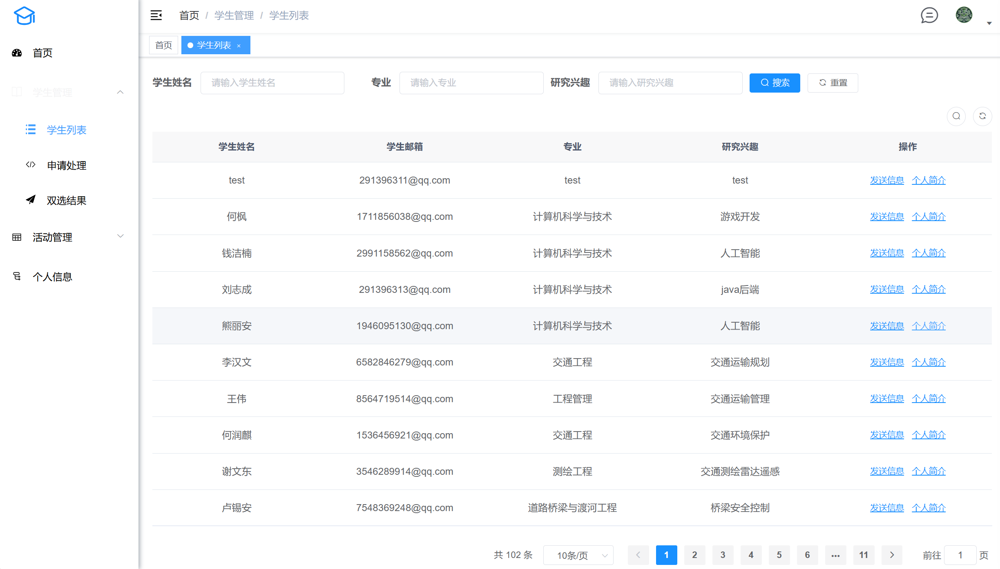 首页 / 学生管理 / 学生列表
首页
学生管理
学生列表
申请处理
双选结果
活动管理
个人信息
首页 学生列表 ×
学生姓名 请输入学生姓名 专业 请输入专业 研究兴趣 请输入研究兴趣 搜索 重置
学生姓名 学生邮箱 专业 研究兴趣 操作
test 291396311@qq.com test test 发送信息 个人简介
何枫 1711856038@qq.com 计算机科学与技术 游戏开发 发送信息 个人简介
钱洁楠 2991158562@qq.com 计算机科学与技术 人工智能 发送信息 个人简介
刘志成 291396313@qq.com 计算机科学与技术 java后端 发送信息 个人简介
熊丽安 1946095130@qq.com 计算机科学与技术 人工智能 发送信息 个人简介
李汉文 6582846279@qq.com 交通工程 交通运输规划 发送信息 个人简介
王伟 8564719514@qq.com 工程管理 交通运输管理 发送信息 个人简介
何润麒 1536456921@qq.com 交通工程 交通环境保护 发送信息 个人简介
谢文东 3546289914@qq.com 测绘工程 交通测绘雷达遥感 发送信息 个人简介
卢锡安 7548369248@qq.com 道路桥梁与渡河工程 桥梁安全控制 发送信息 个人简介
共 102 条 10条/页 1 2 3 4 5 6 ••• 11 前往 1 页